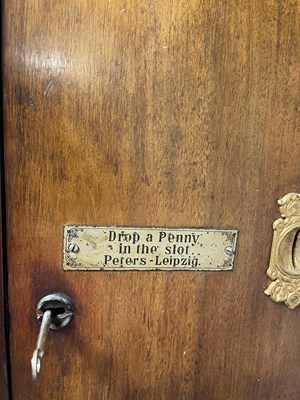 Drop a Penny
in the slot.
Peters-Leipzig.